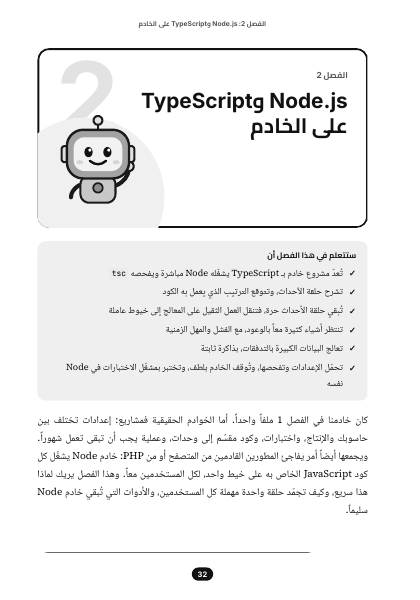 الفصل 2: Node.js وTypeScript على الخادم
2
الفصل 2
Node.js وTypeScript
على الخادم
ستتعلم في هذا الفصل أن
✓ تُعدّ مشروع خادم بـ TypeScript يشغّله Node مباشرة ويفحصه tsc
✓ تشرح حلقة الأحداث، وتتوقع الترتيب الذي يعمل به الكود
✓ تُبقي حلقة الأحداث حرة، فتنقل العمل الثقيل على المعالج إلى خيوط عاملة
✓ تنتظر أشياء كثيرة معاً بالوعود، مع الفشل والمهل الزمنية
✓ تعالج البيانات الكبيرة بالتدفقات، بذاكرة ثابتة
✓ تحمّل الإعدادات وتفحصها، وتُوقف الخادم بلطف، وتختبر بمشغّل الاختبارات في Node
نفسه
كان خادمنا في الفصل 1 ملفاً واحداً. أما الخوادم الحقيقية فمشاريع: إعدادات تختلف بين
حاسوبك والإنتاج، واختبارات، وكود مقسّم إلى وحدات، وعملية يجب أن تبقى تعمل شهوراً.
ويجمعها أيضاً أمر يفاجئ المطورين القادمين من المتصفح أو من PHP: خادم Node يشغّل كل
كود JavaScript الخاص به على خيط واحد، لكل المستخدمين معاً. وهذا الفصل يريك لماذا
هذا سريع، وكيف تجمّد حلقة واحدة مهملة كل المستخدمين، والأدوات التي تُبقي خادم Node
سليماً.
32